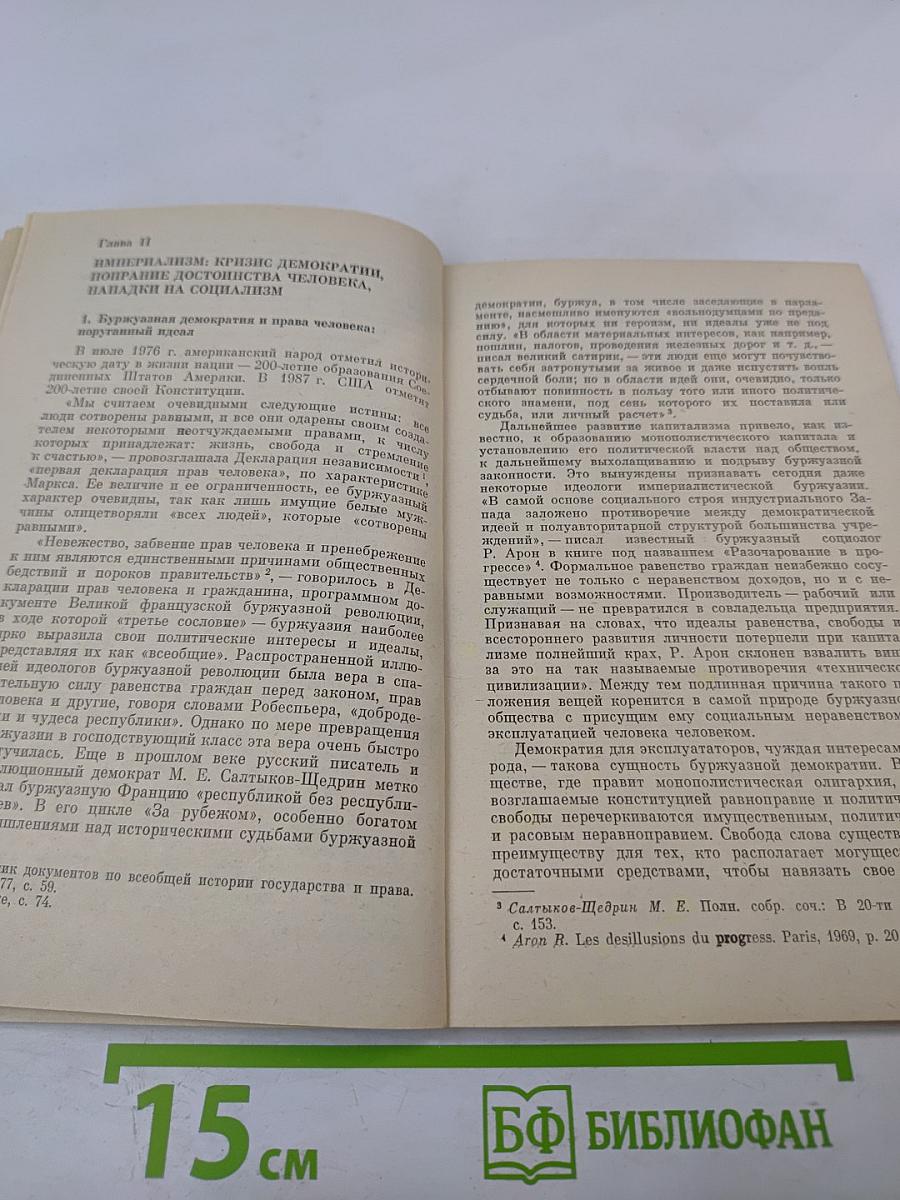 Глава II
ИМПЕРИАЛИЗМ: КРИЗИС ДЕМОКРАТИИ,
ПОПРАНИЕ ДОСТОИНСТВА ЧЕЛОВЕКА,
НАПАДКИ НА СОЦИАЛИЗМ
1. Буржуазная демократия и права человека:
поруганный идеал
В июле 1976 г. американский народ отметил истори-
ческую дату в жизни нации — 200-летие образования Сое-
диненных Штатов Америки. В 1987 г. США отметят
200-летие своей Конституции.
«Мы считаем очевидными следующие истины: все
люди сотворены равными, и все они одарены своим созда-
телем некоторыми неотчуждаемыми правами, к числу
которых принадлежат: жизнь, свобода и стремление
к счастью», — провозглашала Декларация независимости 1,
«первая декларация прав человека», по характеристике
Маркса. Ее величие и ее ограниченность, ее буржуазный
характер очевидны, так как лишь имущие белые муж-
чины олицетворяли «всех людей», которые «сотворены
равными».
«Невежество, забвение прав человека и пренебрежение
к ним являются единственными причинами общественных
бедствий и пороков правительств» 2, — говорилось в Де-
кларации прав человека и гражданина, программном до-
кументе Великой французской буржуазной революции,
в ходе которой «третье сословие» — буржуазия наиболее
ярко выразила свои политические интересы и идеалы,
редставляя их как «всеобщие». Распространенной иллю-
ей идеологов буржуазной революции была вера в спа-
тельную силу равенства граждан перед законом, прав
ловека и другие, говоря словами Робеспьера, «доброде-
и и чудеса республики». Однако по мере превращения
жуазии в господствующий класс эта вера очень быстро
тучилась. Еще в прошлом веке русский писатель и
люционный демократ М. Е. Салтыков-Щедрин метко
ал буржуазную Францию «республикой без республи-
ев». В его цикле «За рубежом», особенно богатом
ышлениями над историческими судьбами буржуазной
ик документов по всеобщей истории государства и права.
77, с. 59.
е, с. 74.
демократии, буржуа, в том числе заседающие в парла-
менте, насмешливо именуются «вольнодумцами по преда-
нию», для которых ни героизм, ни идеалы уже не под
силу. «В области материальных интересов, как например,
пошлин, налогов, проведения железных дорог и т. д., —
писал великий сатирик, — эти люди еще могут почувство-
вать себя затронутыми за живое и даже испустить вопль
сердечной боли; но в области идей они, очевидно, только
отбывают повинность в пользу того или иного политиче-
ского знамени, под сень которого их поставила или
судьба, или личный расчет» 3.
Дальнейшее развитие капитализма привело, как из-
вестно, к образованию монополистического капитала и
установлению его политической власти над обществом,
к дальнейшему выхолащиванию и подрыву буржуазной
законности. Это вынуждены признавать сегодня даже
некоторые идеологи империалистической буржуазии.
«В самой основе социального строя индустриального За-
пада заложено противоречие между демократической
идеей и полуавторитарной структурой большинства учре-
ждений», — писал известный буржуазный социолог
Р. Арон в книге под названием «Разочарование в про-
грессе» 4. Формальное равенство граждан неизбежно сосу-
ществует не только с неравенством доходов, но и с не-
равными возможностями. Производитель — рабочий или
служащий — не превратился в совладельца предприятия.
Признавая на словах, что идеалы равенства, свободы и
всестороннего развития личности потерпели при капита-
лизме полнейший крах, Р. Арон склонен взвалить вин
за это на так называемые противоречия «техническо
цивилизации». Между тем подлинная причина такого п
ложения вещей коренится в самой природе буржуазно
общества с присущим ему социальным неравенством
эксплуатацией человека человеком.
Демократия для эксплуататоров, чуждая интересам
рода, — такова сущность буржуазной демократии. В
ществе, где правит монополистическая олигархия,
возглашаемые конституцией равноправие и политич
свободы перечеркиваются имущественным, политич
и расовым неравноправием. Свобода слова существ
преимуществу для тех, кто располагает могущес
достаточными средствами, чтобы навязать свое
3 Салтыков-Щедрин М. Е. Полн. собр. соч.: В 20-ти
с. 153.
4 Aron R. Les desillusions du progress. Paris, 1969, p. 20
15 см
БФ БИБЛИОФАН